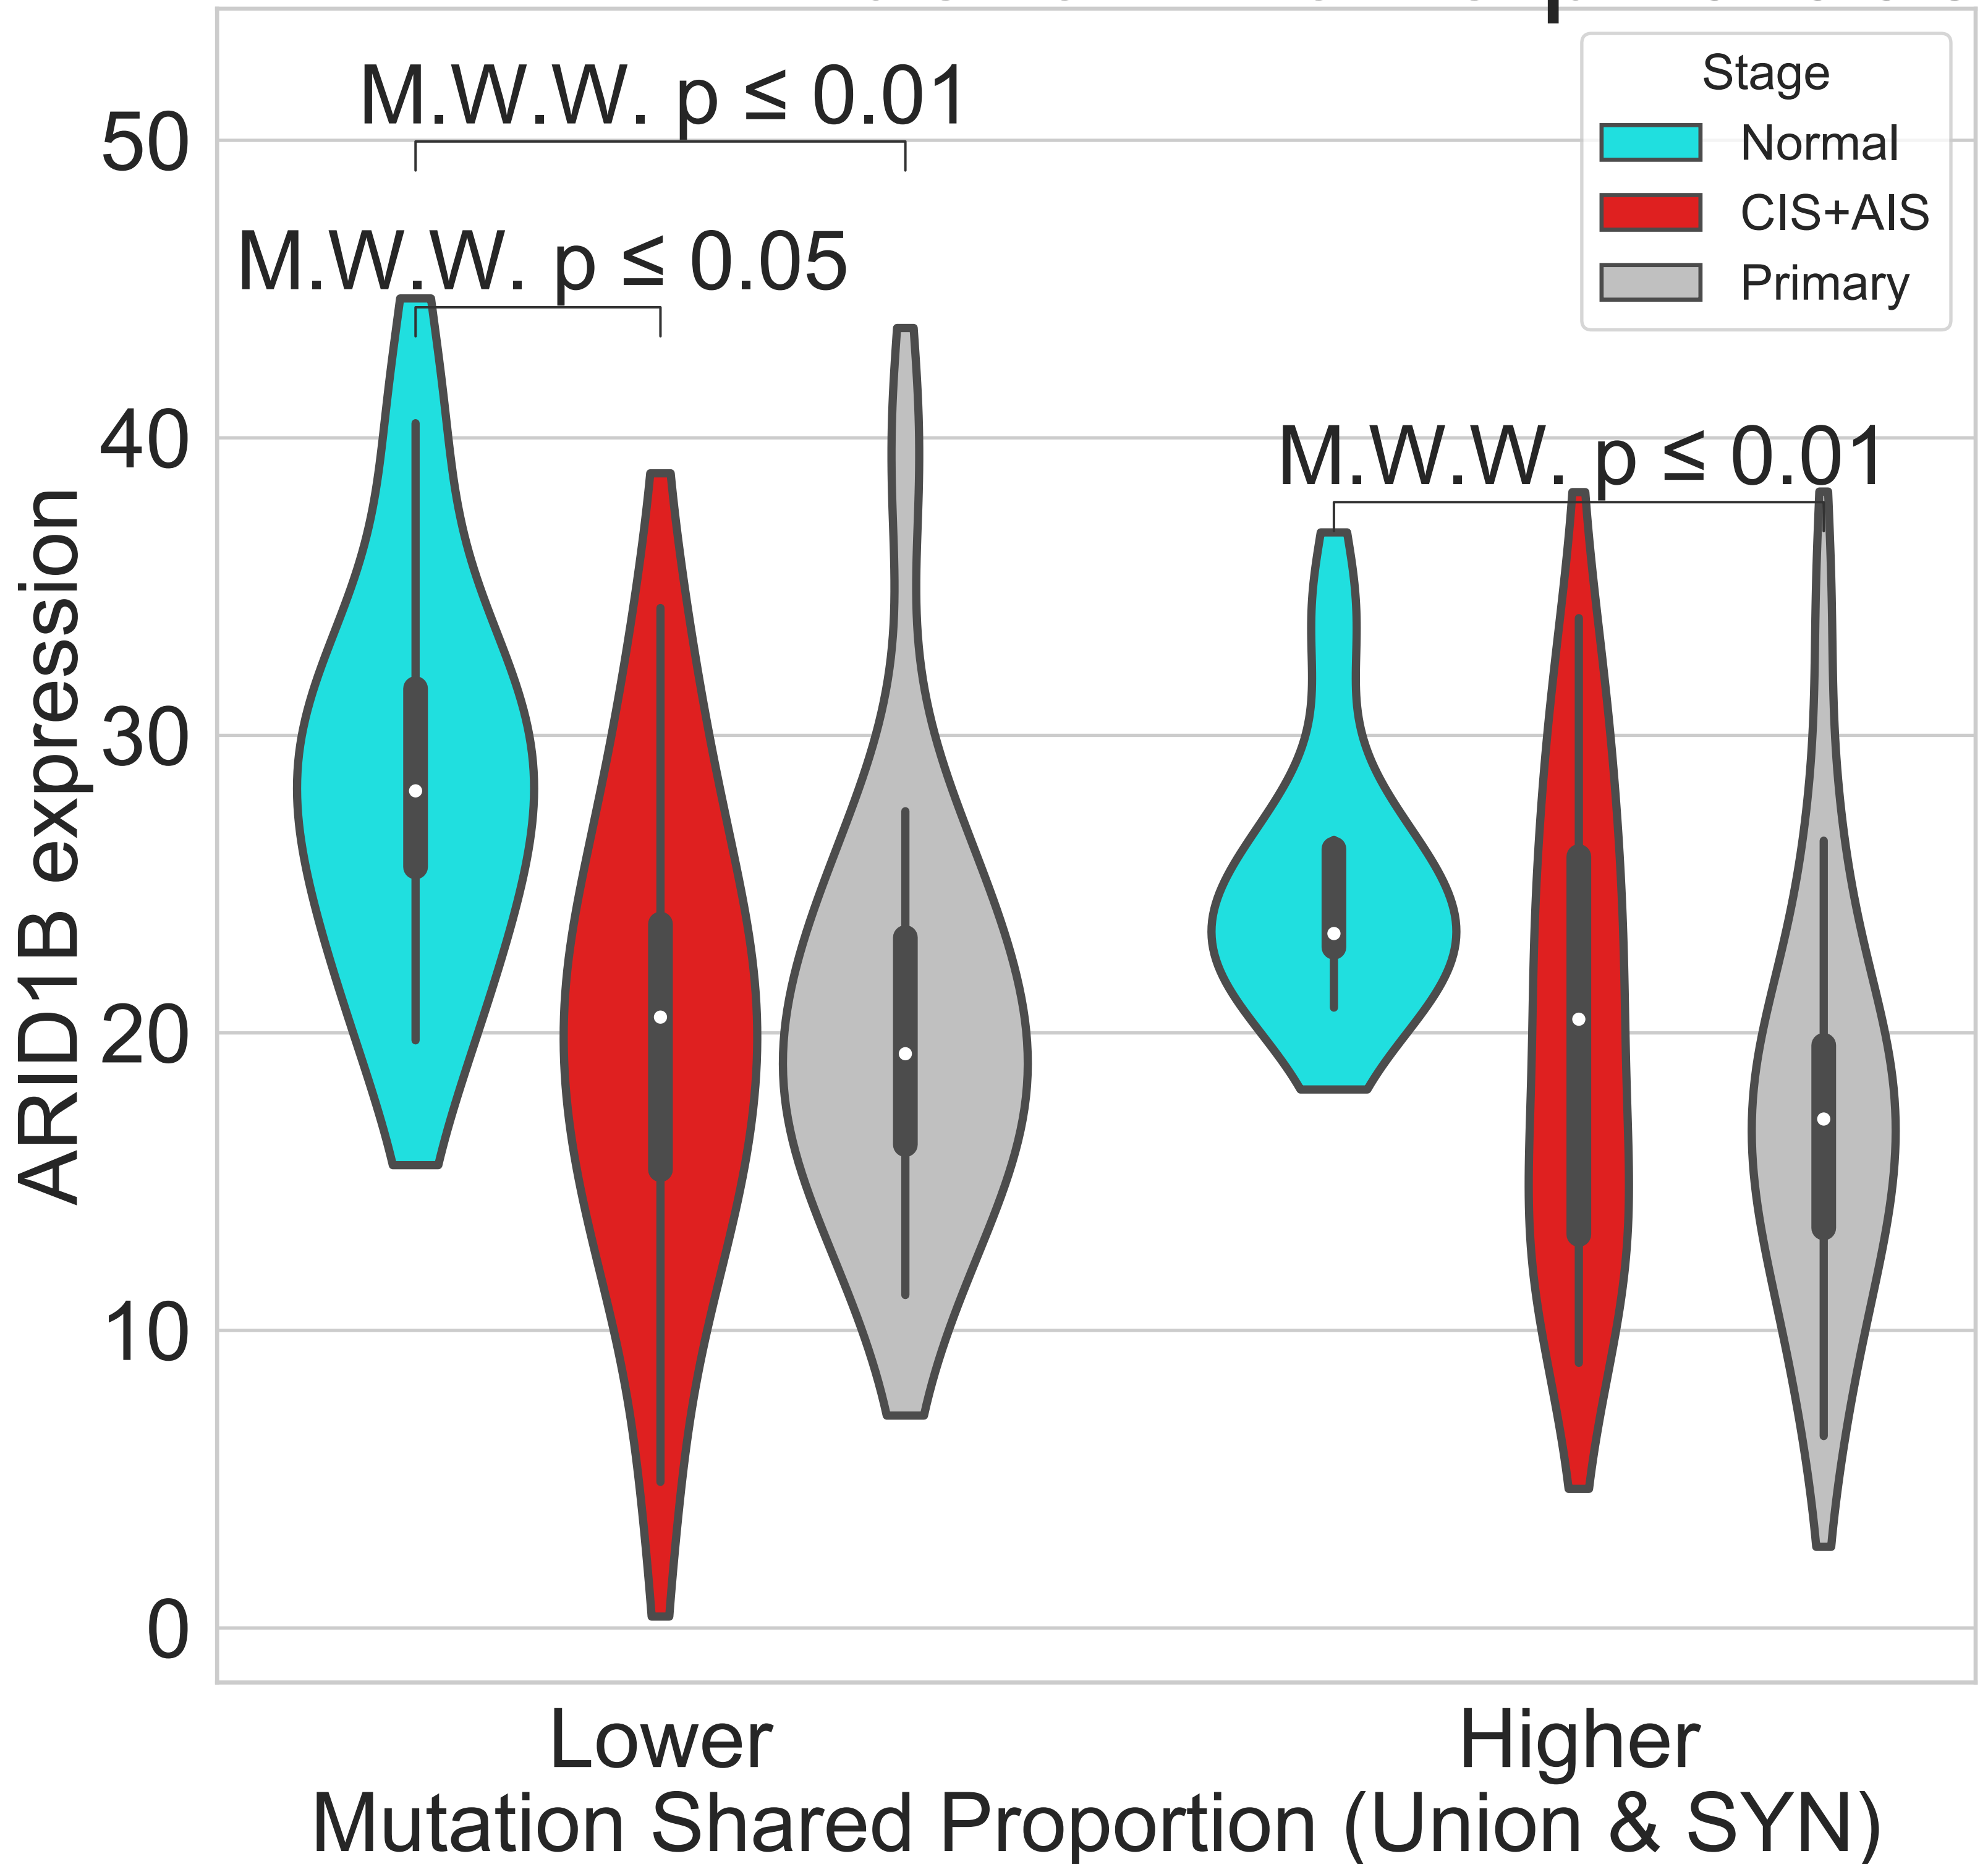 M.W.W. p ≤ 0.01
Stage
Normal
CIS+AIS
Primary
M.W.W. p ≤ 0.05
M.W.W. p ≤ 0.01
50
40
30
20
10
0
ARID1B expression
Lower
Higher
Mutation Shared Proportion (Union & SYN)